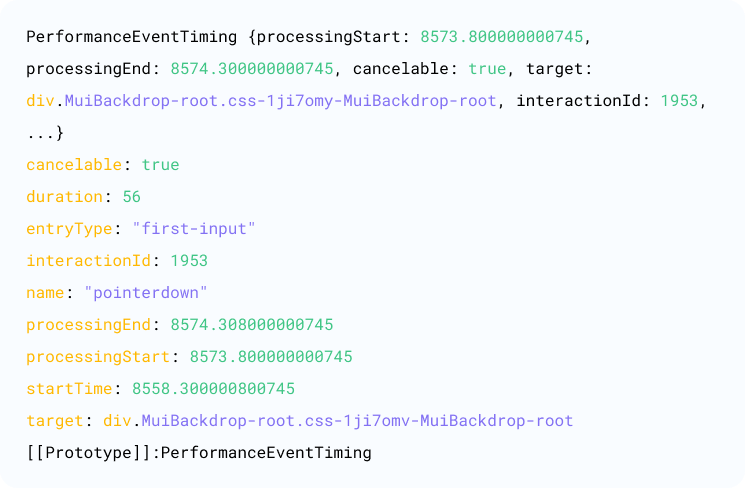 PerformanceEventTiming {processingStart: 8573.800000000745,
processingEnd: 8574.300000000745, cancelable: true, target:
div.MuiBackdrop-root.css-1ji7omy-MuiBackdrop-root, interactionId: 1953,
...}
cancelable: true
duration: 56
entryType: "first-input"
interactionId: 1953
name: "pointerdown"
processingEnd: 8574.308000000745
processingStart: 8573.800000000745
startTime: 8558.300000800745
target: div.MuiBackdrop-root.css-1ji7omv-MuiBackdrop-root
[[Prototype]]:PerformanceEventTiming